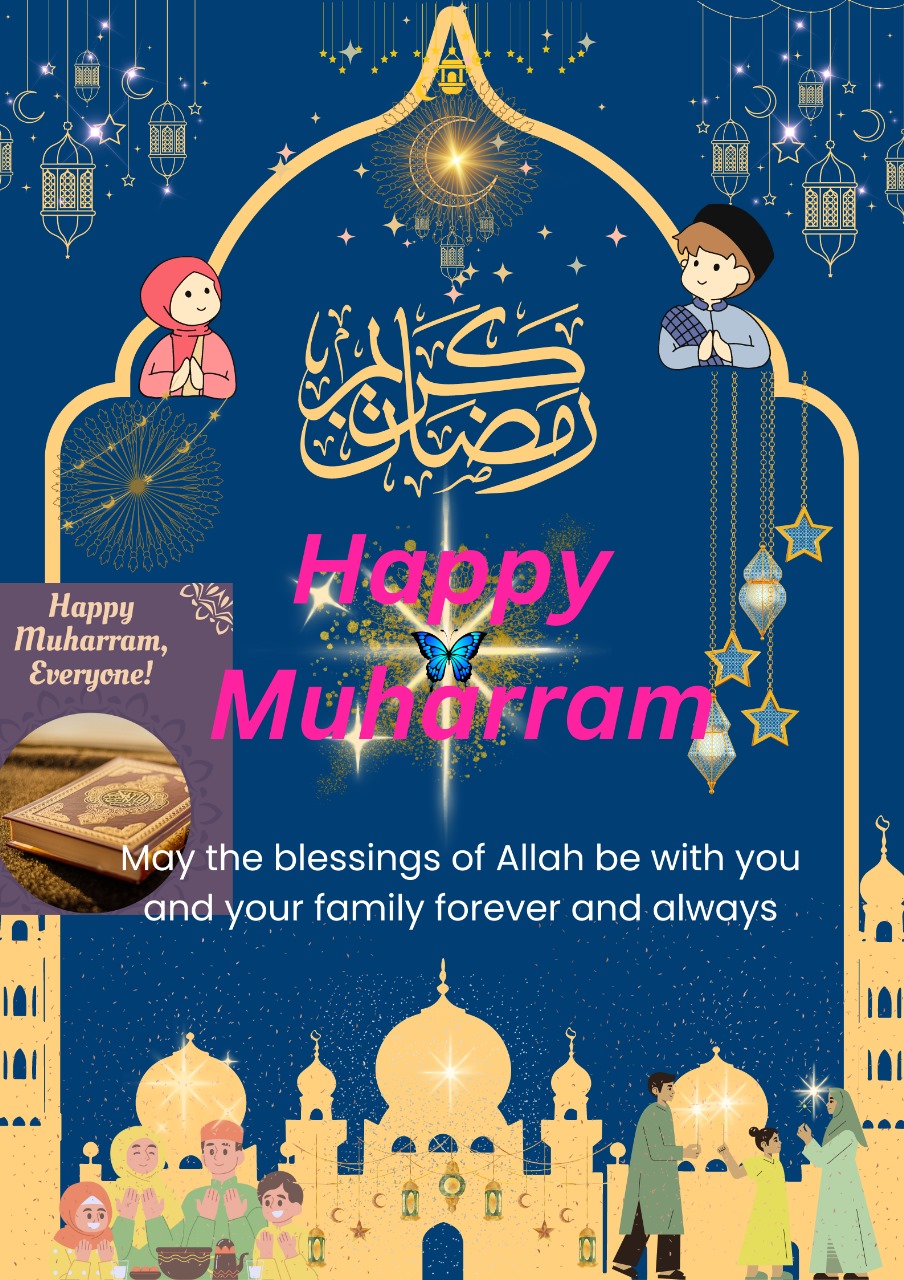 رمضان كريم
Happy
Muharram
Happy
Muharram,
Everyone!
May the blessings of Allah be with you
and your family forever and always